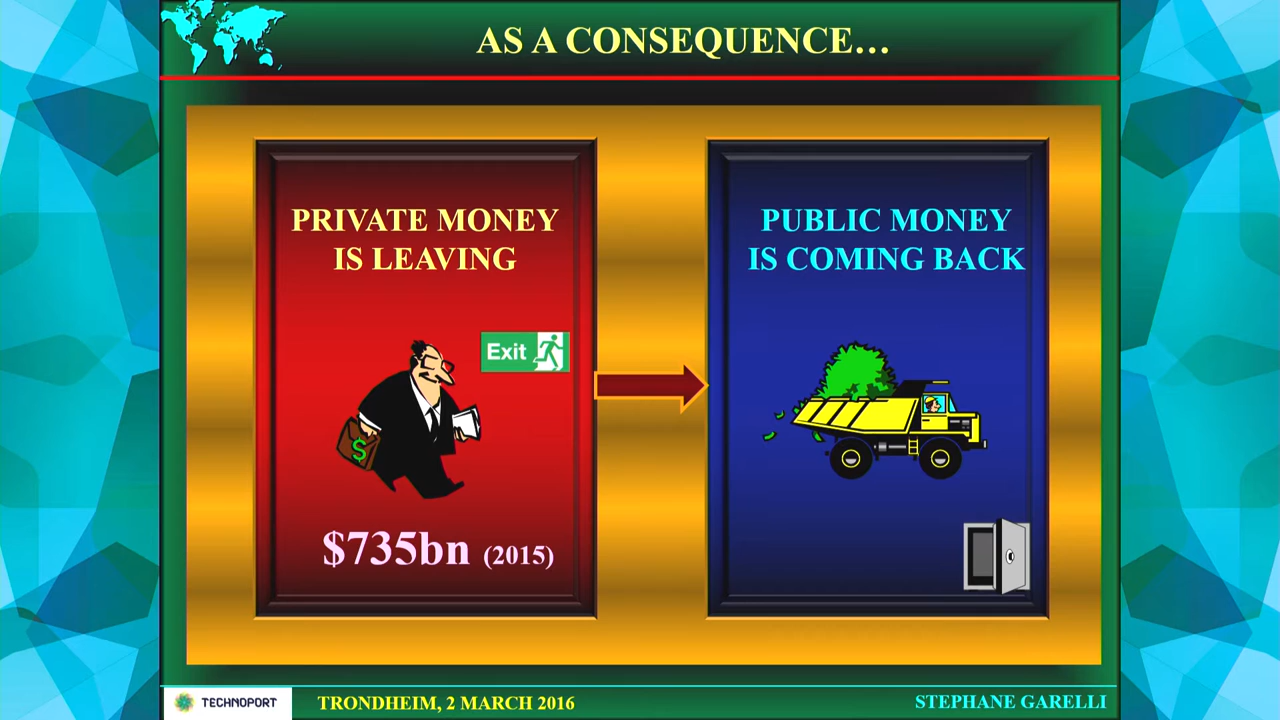 AS A CONSEQUENCE...
PRIVATE MONEY
IS LEAVING
Exit
$
$735bn (2015)
PUBLIC MONEY
IS COMING BACK
TECHNOPORT
TRONDHEIM, 2 MARCH 2016
STEPHANE GARELLI